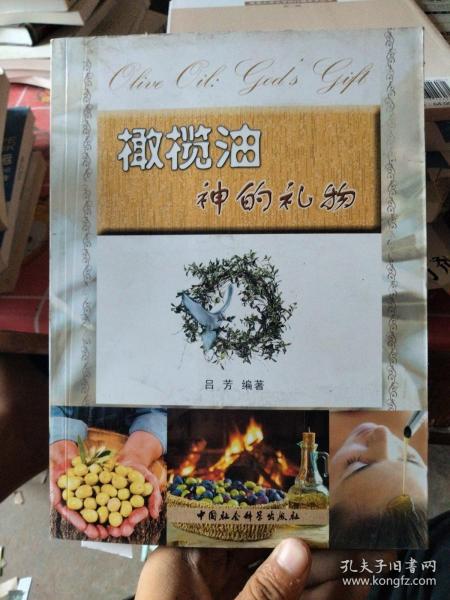 Olive Oil: God's Gift
橄榄油
神的礼物
吕芳 编著
中国社会科学出版社
孔夫子旧书网
www.kongfz.com